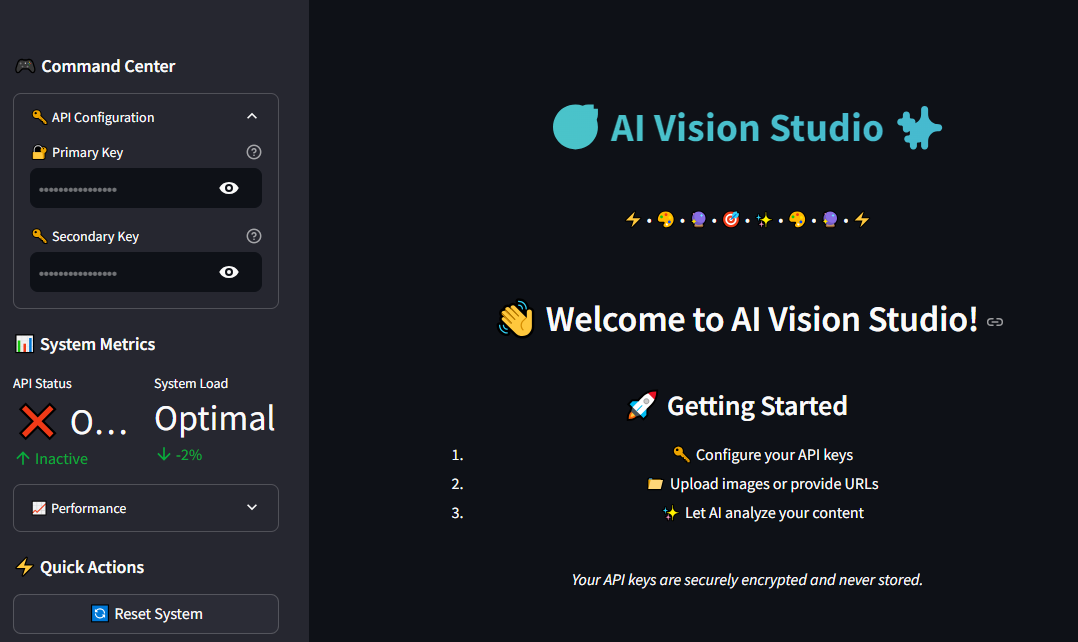 🎮 Command Center
🔑 API Configuration
🔐 Primary Key
••••••••••••••••
🔑 Secondary Key
••••••••••••••••
📊 System Metrics
API Status
❌ O...
↑ Inactive
System Load
Optimal
↓ -2%
📈 Performance
⚡ Quick Actions
🔄 Reset System
AI Vision Studio
⚡ • 🎨 • 🔮 • 🎯 • ✨ • 🎨 • 🔮 • ⚡
👋 Welcome to AI Vision Studio!
🚀 Getting Started
1. 🔑 Configure your API keys
2. 📁 Upload images or provide URLs
3. ✨ Let AI analyze your content
Your API keys are securely encrypted and never stored.